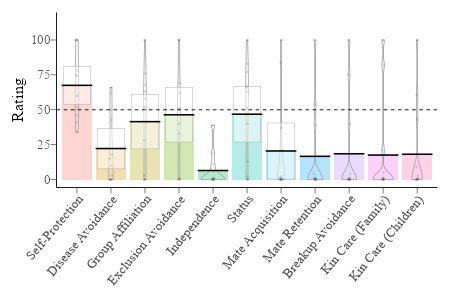 100
75
50
25
0
Rating
Self-Protection
Disease Avoidance
Group Affiliation
Exclusion Avoidance
Independence
Status
Mate Acquisition
Mate Retention
Breakup Avoidance
Kin Care (Family)
Kin Care (Children)